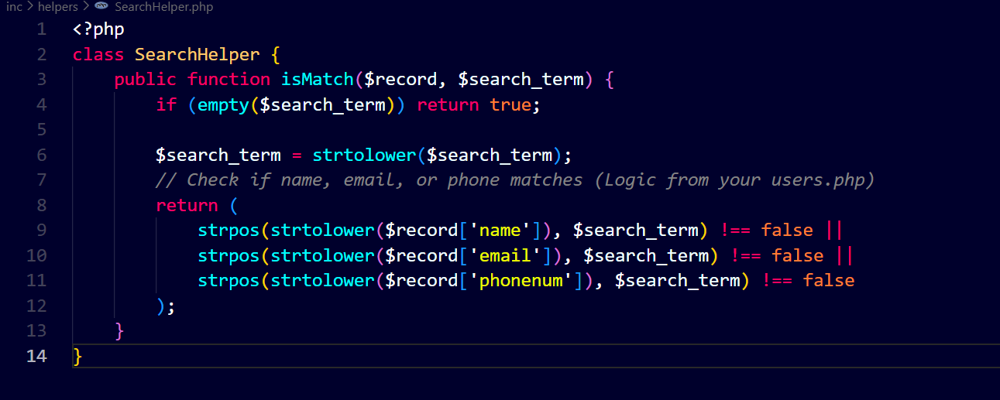 inc > helpers > php SearchHelper.php
1 <?php
2 class SearchHelper {
3     public function isMatch($record, $search_term) {
4         if (empty($search_term)) return true;
5
6         $search_term = strtolower($search_term);
7         // Check if name, email, or phone matches (Logic from your users.php)
8         return (
9             strpos(strtolower($record['name']), $search_term) !== false ||
10             strpos(strtolower($record['email']), $search_term) !== false ||
11             strpos(strtolower($record['phonenum']), $search_term) !== false
12         );
13     }
14 }